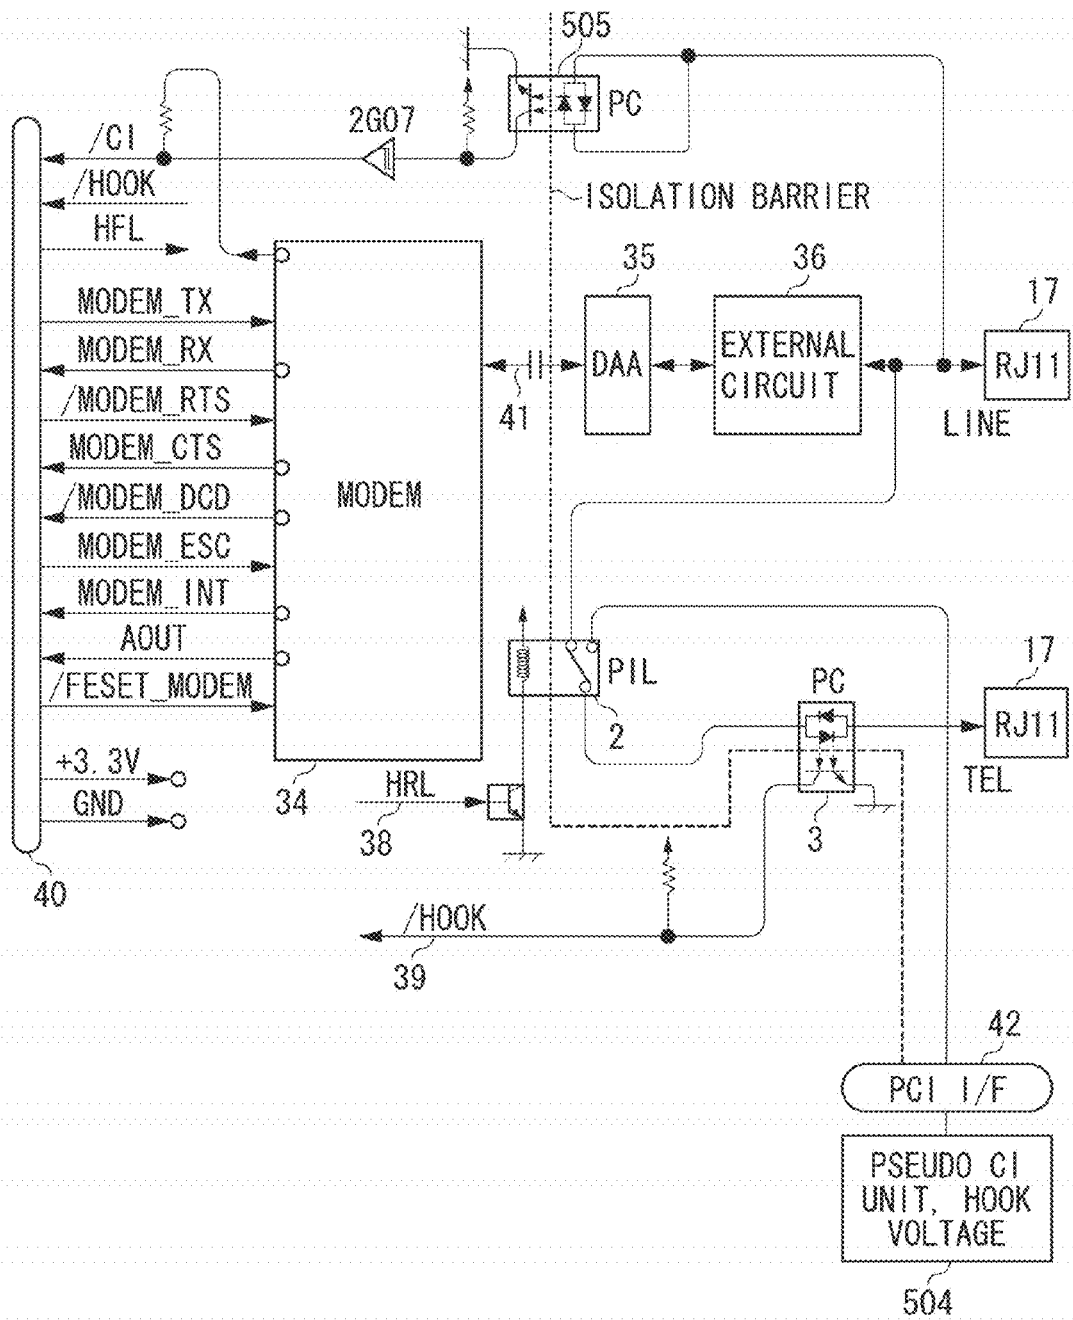 505
PC
2G07
/CI
/HOOK
HFL
ISOLATION BARRIER
35
36
17
MODEM_TX
MODEM_RX
/MODEM_RTS
MODEM_CTS
/MODEM_DCD
MODEM_ESC
MODEM_INT
AOUT
/FESET_MODEM
+3.3V
GND
40
MODEM
34
41
DAA
EXTERNAL
CIRCUIT
RJ11
LINE
PIL
2
PC
17
RJ11
TEL
3
HRL
38
/HOOK
39
42
PCI I/F
PSEUDO CI
UNIT, HOOK
VOLTAGE
504